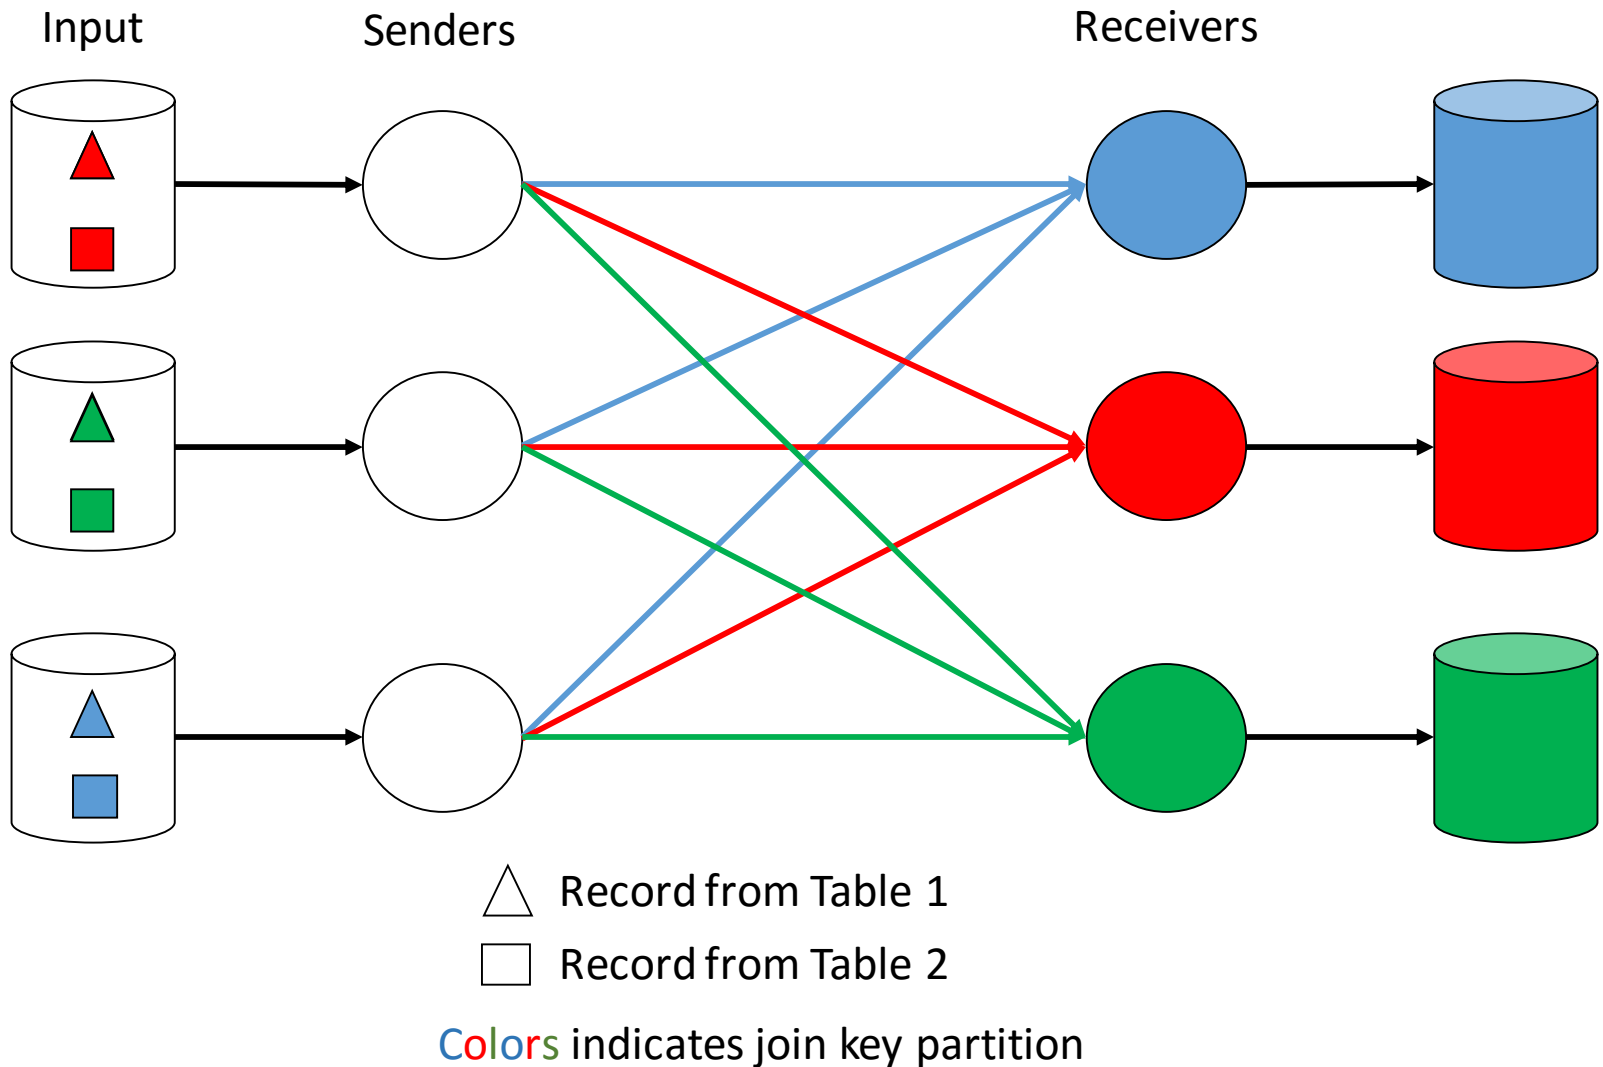 Input
Senders
Receivers
Record from Table 1
Record from Table 2
Colors indicates join key partition